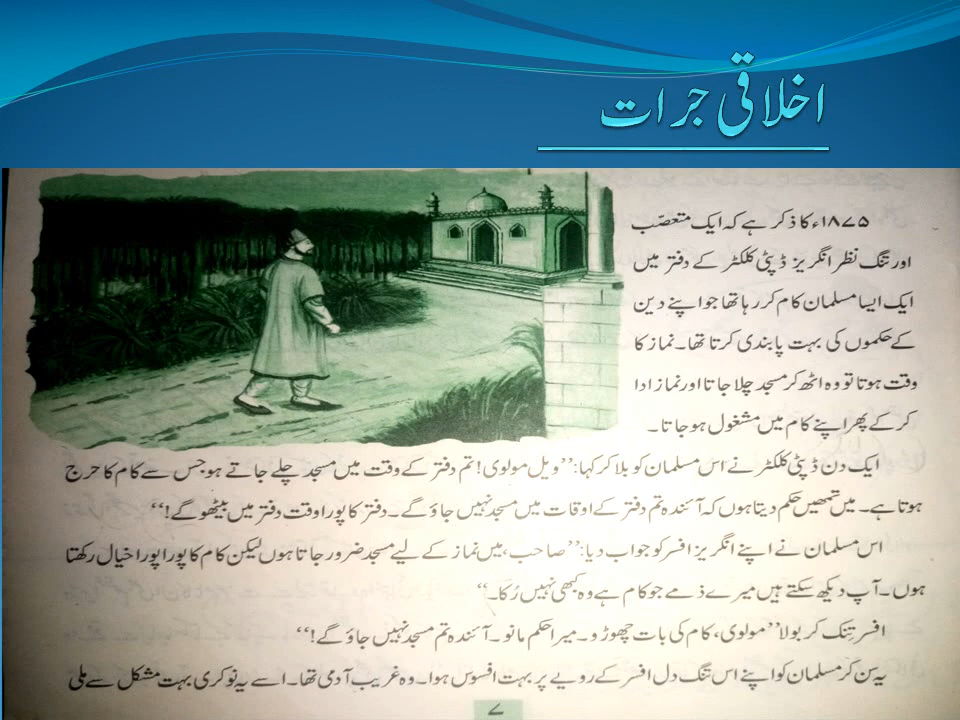 اخلاقی جرات
۱۸۷۵ء کا ذکر ہے کہ ایک متعصّب
اور تنگ نظر انگریز ڈپٹی کلکٹر کے دفتر میں
ایک ایسا مسلمان کام کر رہا تھا جو اپنے دین
کے حکموں کی بہت پابندی کرتا تھا۔ نماز کا
وقت ہوتا تو وہ اٹھ کر مسجد چلا جاتا اور نماز ادا
کر کے پھر اپنے کام میں مشغول ہو جاتا۔
ایک دن ڈپٹی کلکٹر نے اس مسلمان کو بلا کر کہا: ’’ویل مولوی! تم دفتر کے وقت میں مسجد چلے جاتے ہو جس سے کام کا حرج
ہوتا ہے۔ میں تمھیں حکم دیتا ہوں کہ آئندہ تم دفتر کے اوقات میں مسجد نہیں جاؤ گے۔ دفتر کا پورا وقت دفتر میں بیٹھو گے!‘‘
اس مسلمان نے اپنے انگریز افسر کو جواب دیا: ’’صاحب، میں نماز کے لیے مسجد ضرور جاتا ہوں لیکن کام کا پورا پورا خیال رکھتا
ہوں۔ آپ دیکھ سکتے ہیں میرے ذمے جو کام ہے وہ کبھی نہیں رُکا۔‘‘
افسر تِنک کر بولا ’’مولوی، کام کی بات چھوڑو۔ میرا حکم مانو۔ آئندہ تم مسجد نہیں جاؤ گے!‘‘
یہ سن کر مسلمان کو اپنے اس تنگ دل افسر کے رویے پر بہت افسوس ہوا۔ وہ غریب آدمی تھا۔ اسے یہ نوکری بہت مشکل سے ملی
۷